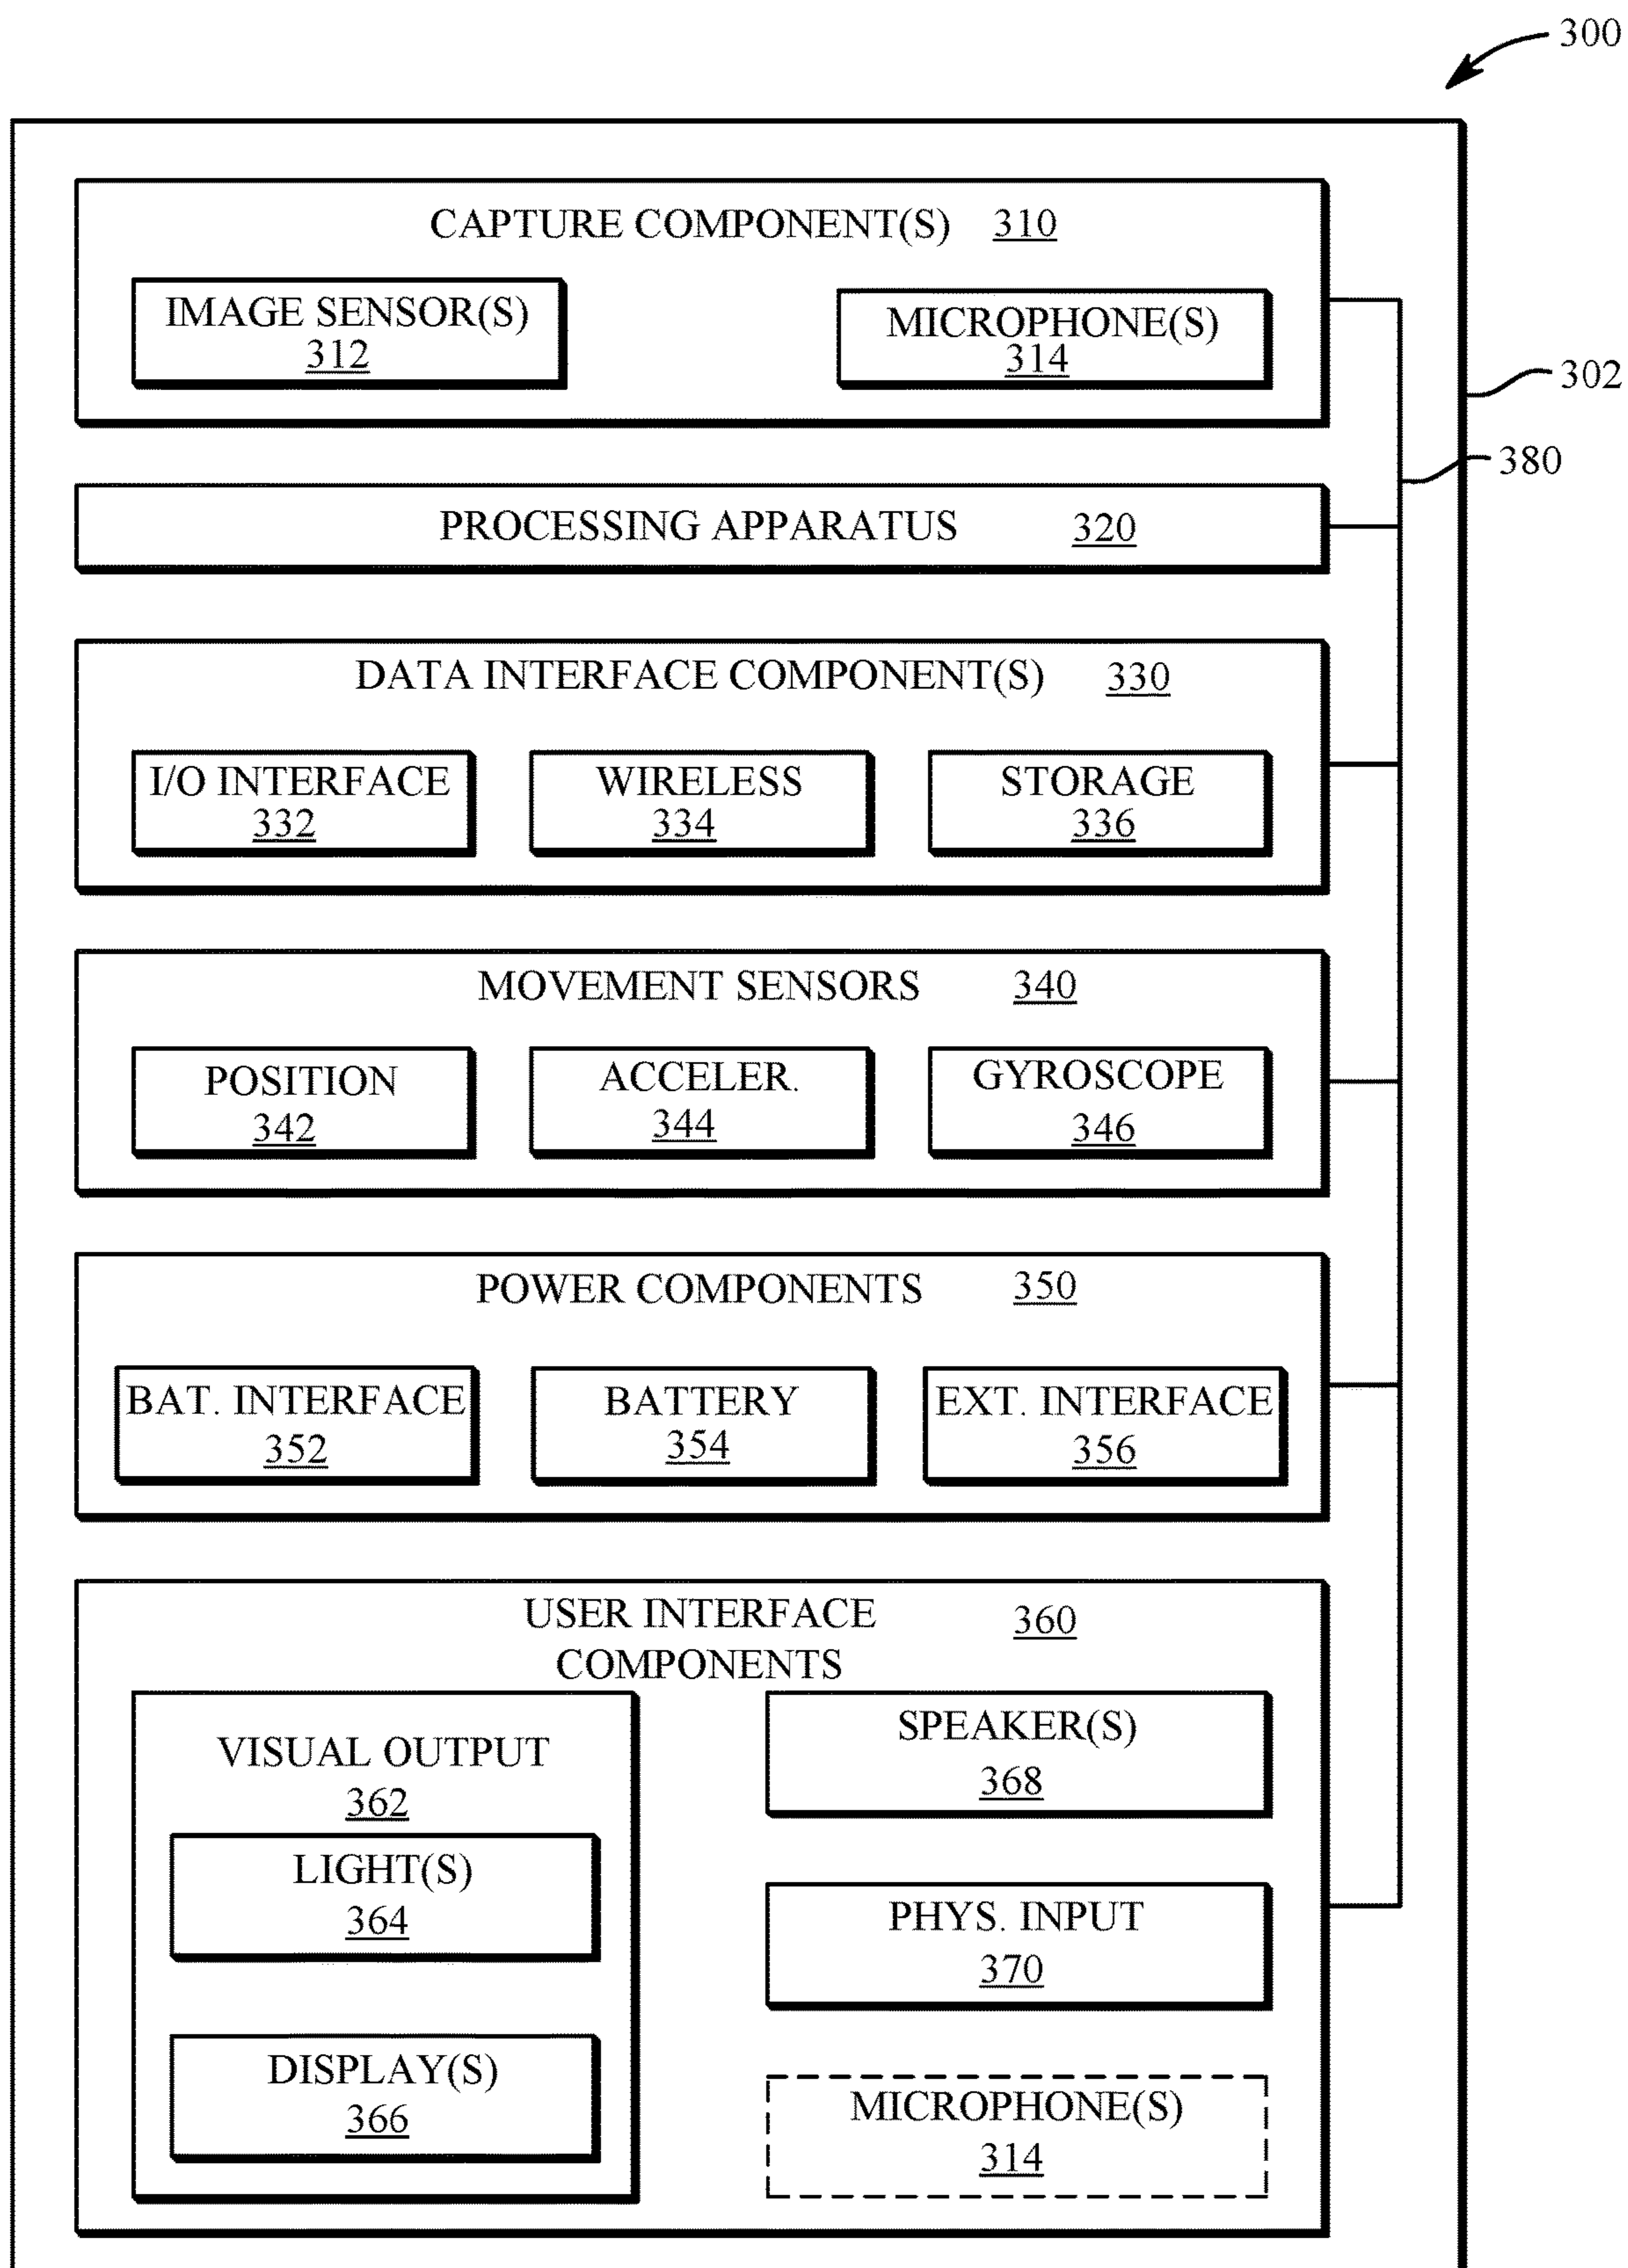 300
CAPTURE COMPONENT(S) 310
IMAGE SENSOR(S)
312
MICROPHONE(S)
314
302
380
PROCESSING APPARATUS 320
DATA INTERFACE COMPONENT(S) 330
I/O INTERFACE
332
WIRELESS
334
STORAGE
336
MOVEMENT SENSORS 340
POSITION
342
ACCELER.
344
GYROSCOPE
346
POWER COMPONENTS 350
BAT. INTERFACE
352
BATTERY
354
EXT. INTERFACE
356
USER INTERFACE 360
COMPONENTS
VISUAL OUTPUT
362
LIGHT(S)
364
DISPLAY(S)
366
SPEAKER(S)
368
PHYS. INPUT
370
MICROPHONE(S)
314